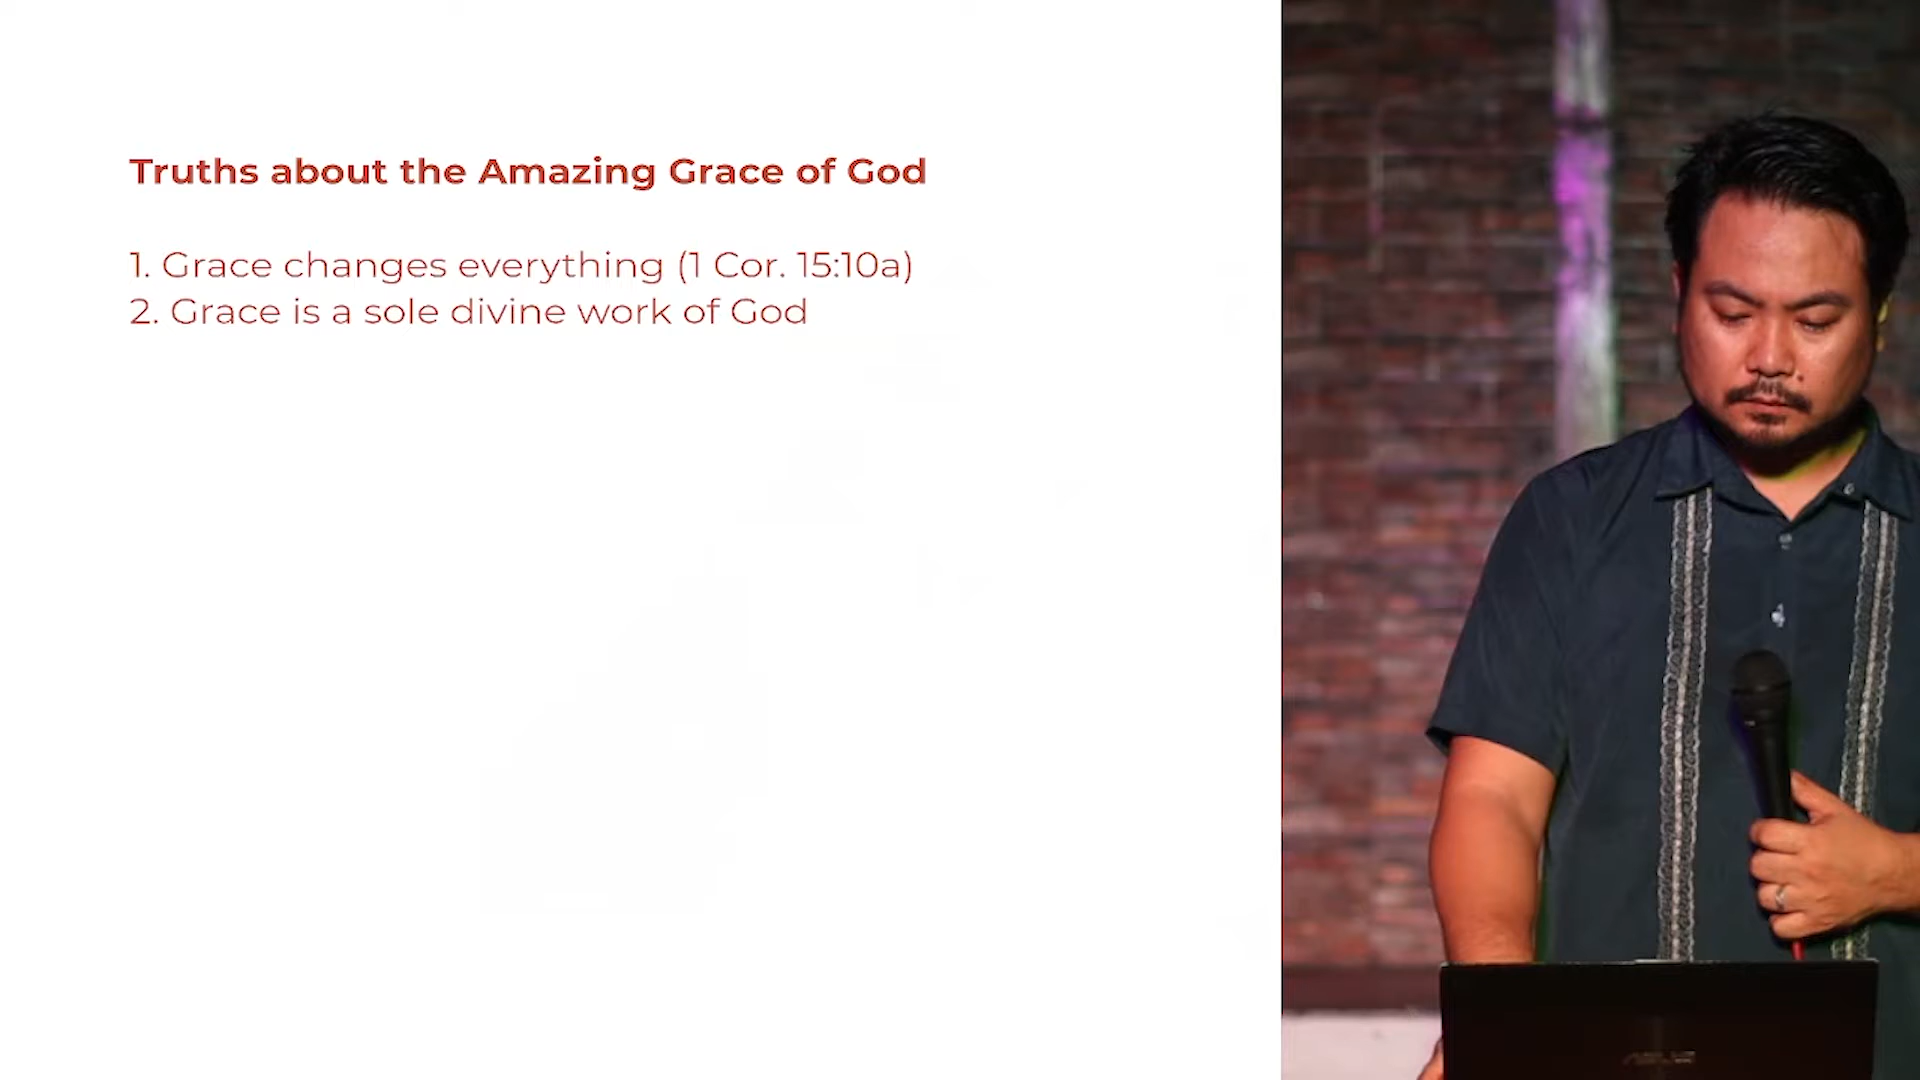 Truths about the Amazing Grace of God
1. Grace changes everything (1 Cor. 15:10a)
2. Grace is a sole divine work of God
ASUS